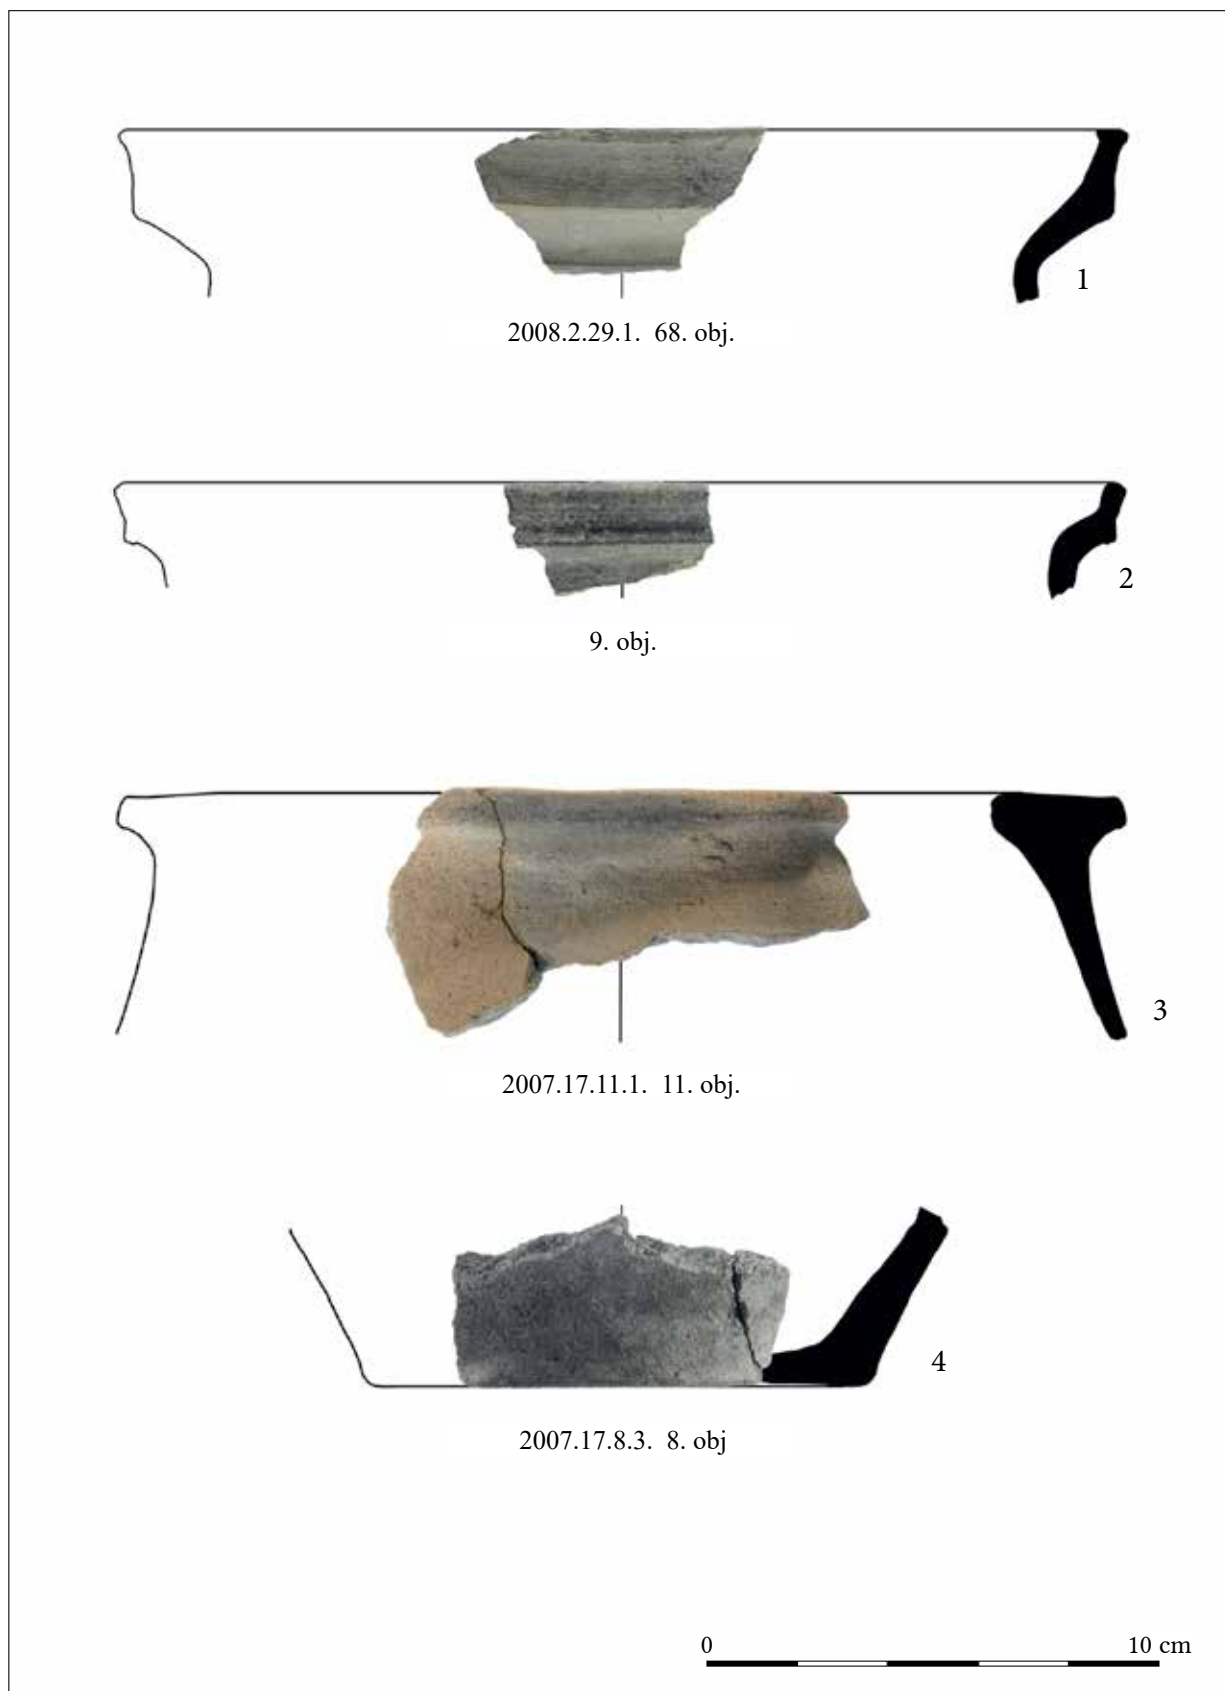 1
2008.2.29.1. 68. obj.
2
9. obj.
3
2007.17.11.1. 11. obj.
4
2007.17.8.3. 8. obj
0 10 cm